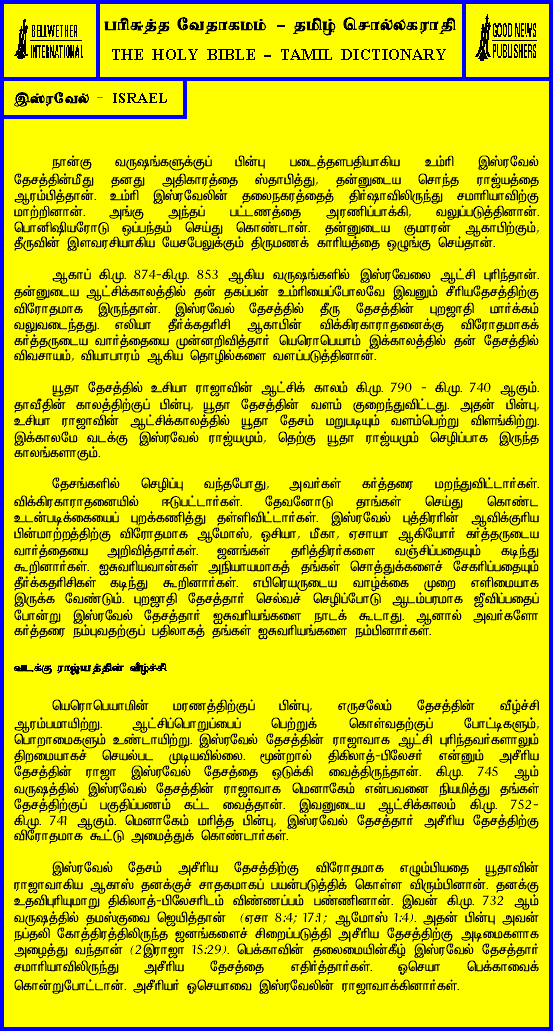 BELLWETHER
INTERNATIONAL
பரிசுத்த வேதாகமம் - தமிழ் சொல்லகராதி
THE HOLY BIBLE - TAMIL DICTIONARY
GOOD NEWS
PUBLISHERS
இஸ்ரவேல் - ISRAEL
நான்கு வருஷங்களுக்குப் பின்பு படைத்தளபதியாகிய உம்ரி இஸ்ரவேல்
தேசத்தின்மீது தனது அதிகாரத்தை ஸ்தாபித்து, தன்னுடைய சொந்த ராஜ்யத்தை
ஆரம்பித்தான். உம்ரி இஸ்ரவேலின் தலைநகரத்தைத் திர்ஷாவிலிருந்து சமாரியாவிற்கு
மாற்றினான். அங்கு அந்தப் பட்டணத்தை அரணிப்பாக்கி, வலுப்படுத்தினான்.
பொனிஷியரோடு ஒப்பந்தம் செய்து கொண்டான். தன்னுடைய குமாரன் ஆகாபிற்கும்,
தீருவின் இளவரசியாகிய யேசபேலுக்கும் திருமணக் காரியத்தை ஒழுங்கு செய்தான்.
ஆகாப் கி.மு. 874-கி.மு. 853 ஆகிய வருஷங்களில் இஸ்ரவேலை ஆட்சி புரிந்தான்.
தன்னுடைய ஆட்சிக்காலத்தில் தன் தகப்பன் உம்ரியைப்போலவே இவனும் சீரியதேசத்திற்கு
விரோதமாக இருந்தான். இஸ்ரவேல் தேசத்தில் தீரு தேசத்தின் புறஜாதி மார்க்கம்
வலுவடைந்தது. எலியா தீர்க்கதரிசி ஆகாபின் விக்கிரகாராதனைக்கு விரோதமாகக்
கர்த்தருடைய வார்த்தையை முன்னறிவித்தார் யெரொபெயாம் இக்காலத்தில் தன் தேசத்தில்
விவசாயம், வியாபாரம் ஆகிய தொழில்களை வளப்படுத்தினான்.
யூதா தேசத்தில் உசியா ராஜாவின் ஆட்சிக் காலம் கி.மு. 790 - கி.மு. 740 ஆகும்.
தாவீதின் காலத்திற்குப் பின்பு, யூதா தேசத்தின் வளம் குறைந்துவிட்டது. அதன் பின்பு,
உசியா ராஜாவின் ஆட்சிக்காலத்தில் யூதா தேசம் மறுபடியும் வளம்பெற்று விளங்கிற்று.
இக்காலமே வடக்கு இஸ்ரவேல் ராஜ்யமும், தெற்கு யூதா ராஜ்யமும் செழிப்பாக இருந்த
காலங்களாகும்.
தேசங்களில் செழிப்பு வந்தபோது, அவர்கள் கர்த்தரை மறந்துவிட்டார்கள்.
விக்கிரகாராதனையில் ஈடுபட்டார்கள். தேவனோடு தாங்கள் செய்து கொண்ட
உடன்படிக்கையைப் புறக்கணித்து தள்ளிவிட்டார்கள். இஸ்ரவேல் புத்திரரின் ஆவிக்குரிய
பின்மாற்றத்திற்கு விரோதமாக ஆமோஸ், ஒசியா, மீகா, ஏசாயா ஆகியோர் கர்த்தருடைய
வார்த்தையை அறிவித்தார்கள். ஜனங்கள் தரித்திரர்களை வஞ்சிப்பதையும் கடிந்து
கூறினார்கள். ஐசுவரியவான்கள் அநியாயமாகத் தங்கள் சொத்துக்களைச் சேகரிப்பதையும்
தீர்க்கதரிசிகள் கடிந்து கூறினார்கள். எபிரெயருடைய வாழ்க்கை முறை எளிமையாக
இருக்க வேண்டும். புறஜாதி தேசத்தார் செல்வச் செழிப்போடு ஆடம்பரமாக ஜீவிப்பதைப்
போன்று இஸ்ரவேல் தேசத்தார் ஐசுவரியங்களை நாடக் கூடாது. ஆனால் அவர்களோ
கர்த்தரை நம்புவதற்குப் பதிலாகத் தங்கள் ஐசுவரியங்களை நம்பினார்கள்.
வடக்கு ராஜ்யத்தின் வீழ்ச்சி
யெரொபெயாமின் மரணத்திற்குப் பின்பு, எருசலேம் தேசத்தின் வீழ்ச்சி
ஆரம்பமாயிற்று. ஆட்சிப்பொறுப்பைப் பெற்றுக் கொள்வதற்குப் போட்டிகளும்,
பொறாமைகளும் உண்டாயிற்று. இஸ்ரவேல் தேசத்தின் ராஜாவாக ஆட்சி புரிந்தவர்களாலும்
திறமையாகச் செயல்பட முடியவில்லை. மூன்றால் திகிலாத்-பிலேசர் என்னும் அசீரிய
தேசத்தின் ராஜா இஸ்ரவேல் தேசத்தை ஒடுக்கி வைத்திருந்தான். கி.மு. 745 ஆம்
வருஷத்தில் இஸ்ரவேல் தேசத்தின் ராஜாவாக மெனாகேம் என்பவனை நியமித்து தங்கள்
தேசத்திற்குப் பகுதிப்பணம் கட்ட வைத்தான். இவனுடைய ஆட்சிக்காலம் கி.மு. 752-
கி.மு. 741 ஆகும். மெனாகேம் மரித்த பின்பு, இஸ்ரவேல் தேசத்தார் அசீரிய தேசத்திற்கு
விரோதமாக கூட்டு அமைத்துக் கொண்டார்கள்.
இஸ்ரவேல் தேசம் அசீரிய தேசத்திற்கு விரோதமாக எழும்பியதை யூதாவின்
ராஜாவாகிய ஆகாஸ் தனக்குச் சாதகமாகப் பயன்படுத்திக் கொள்ள விரும்பினான். தனக்கு
உதவிபுரியுமாறு திகிலாத்-பிலேசரிடம் விண்ணப்பம் பண்ணினான். இவன் கி.மு. 732 ஆம்
வருஷத்தில் தமஸ்குவை ஜெயித்தான் (ஏசா 8:4; 17:1; ஆமோஸ் 1:4). அதன் பின்பு அவன்
நப்தலி கோத்திரத்திலிருந்த ஜனங்களைச் சிறைப்படுத்தி அசீரிய தேசத்திற்கு அடிமைகளாக
அழைத்து வந்தான் (2இராஜா 15:29). பெக்காவின் தலைமையின்கீழ் இஸ்ரவேல் தேசத்தார்
சமாரியாவிலிருந்து அசீரிய தேசத்தை எதிர்த்தார்கள். ஓசெயா பெக்காவைக்
கொன்றுபோட்டான். அசீரியர் ஓசெயாவை இஸ்ரவேலின் ராஜாவாக்கினார்கள்.